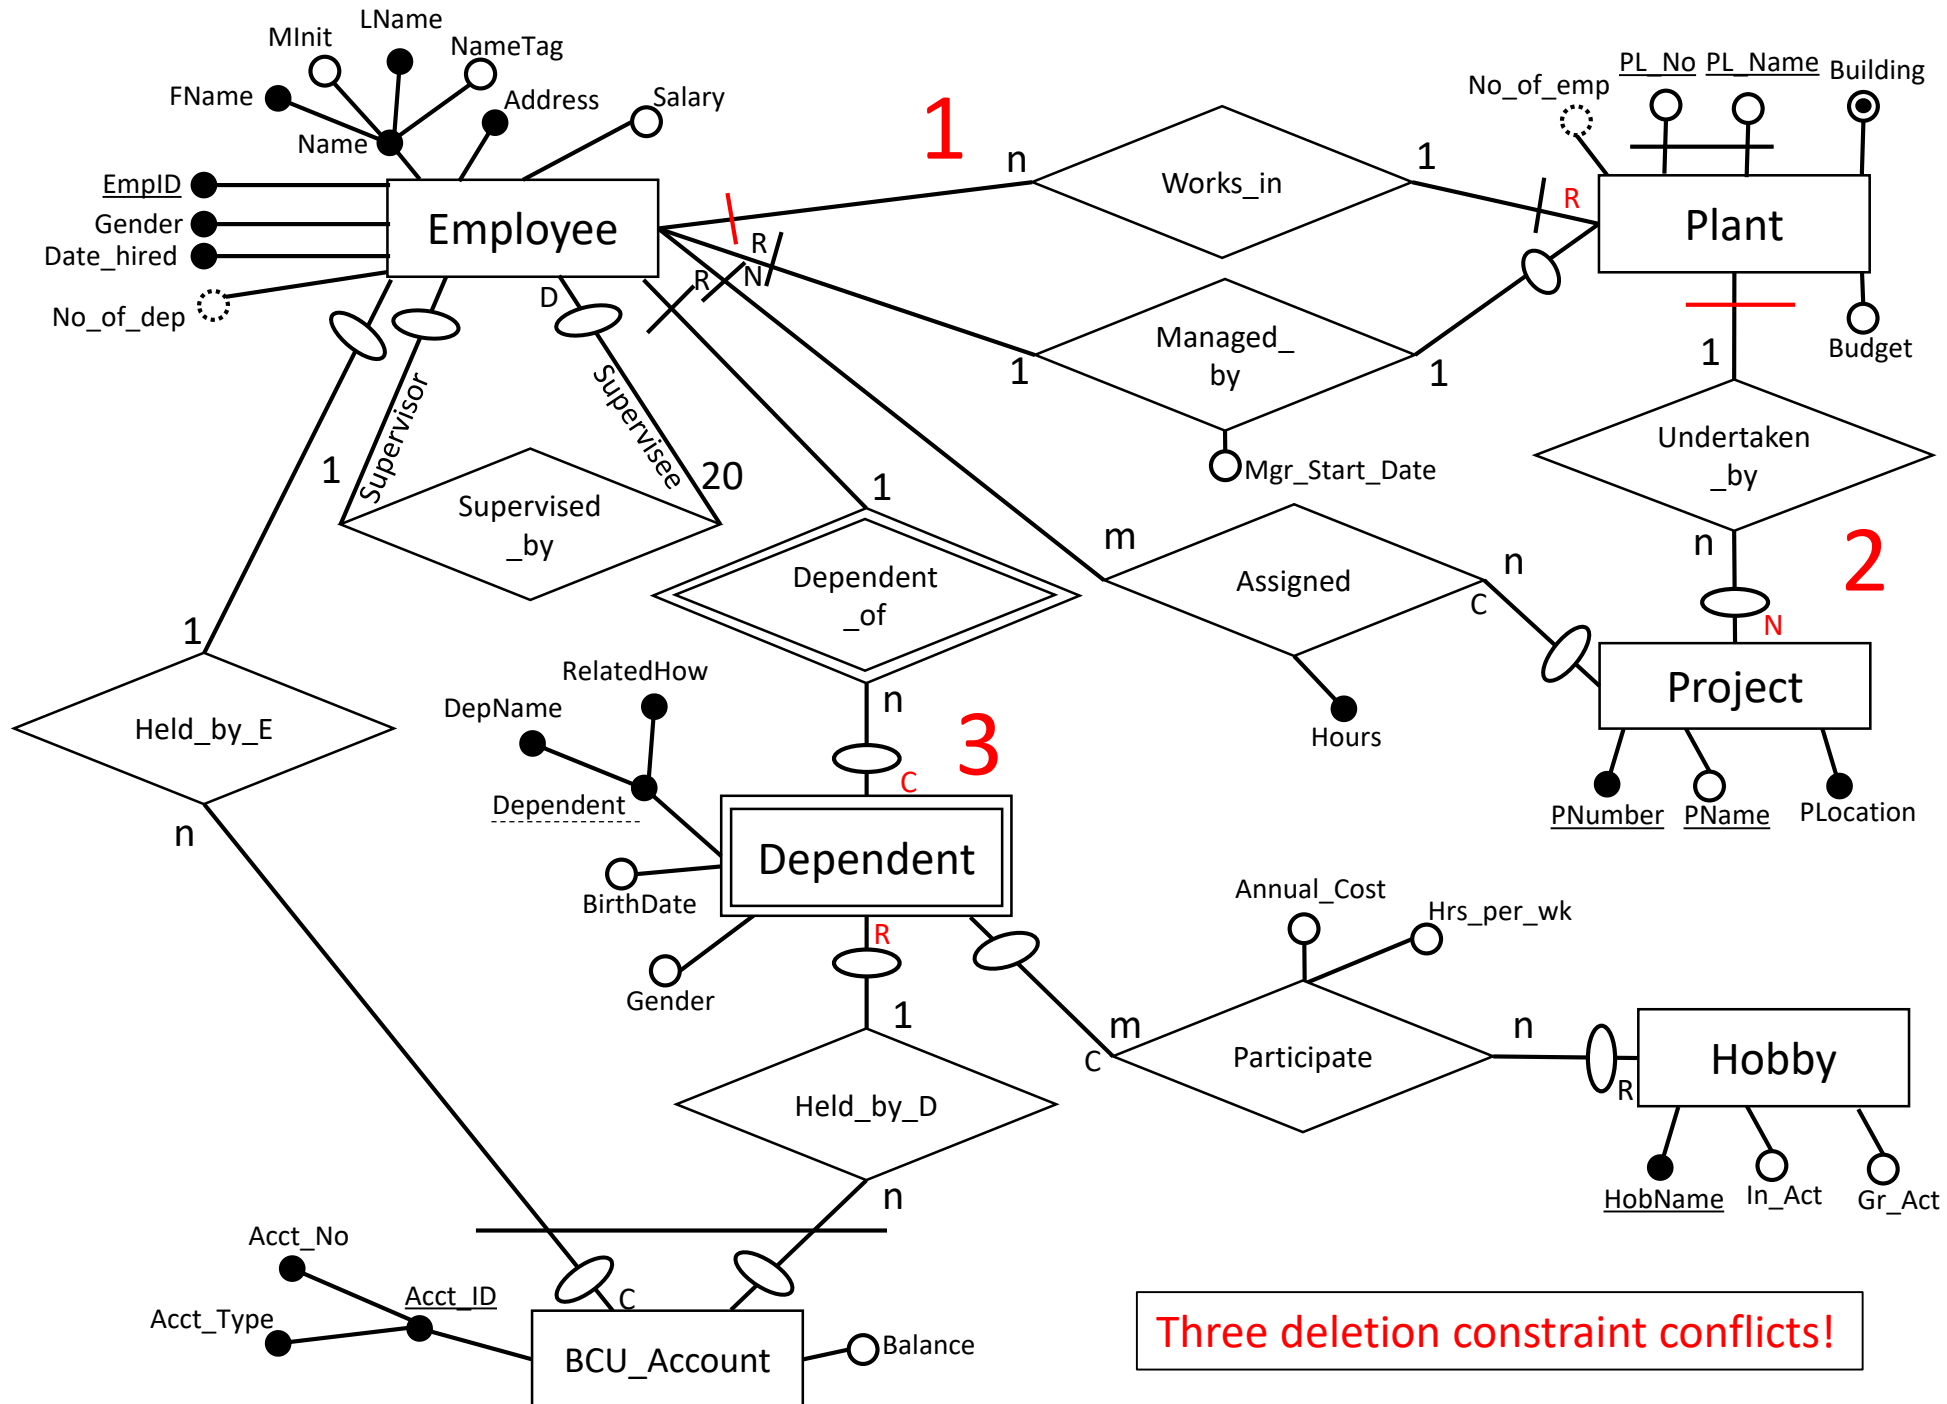 LName
MInit
NameTag
FName
Address
Salary
Name
EmpID
Gender
Date_hired
No_of_dep
Employee
1
n
Works_in
1
R
No_of_emp
PL_No
PL_Name
Building
Plant
Budget
R
N
R
D
1
Managed_
by
1
Mgr_Start_Date
1
Undertaken
_by
n
2
N
Supervisor
1
Supervisee
20
Supervised
_by
1
Dependent
_of
n
3
C
m
Assigned
n
C
Hours
Project
PNumber
PName
PLocation
1
Held_by_E
n
RelatedHow
DepName
Dependent
BirthDate
Gender
Dependent
R
1
Held_by_D
n
Annual_Cost
Hrs_per_wk
m
C
Participate
n
R
Hobby
HobName
In_Act
Gr_Act
Acct_No
Acct_Type
Acct_ID
C
BCU_Account
Balance
Three deletion constraint conflicts!